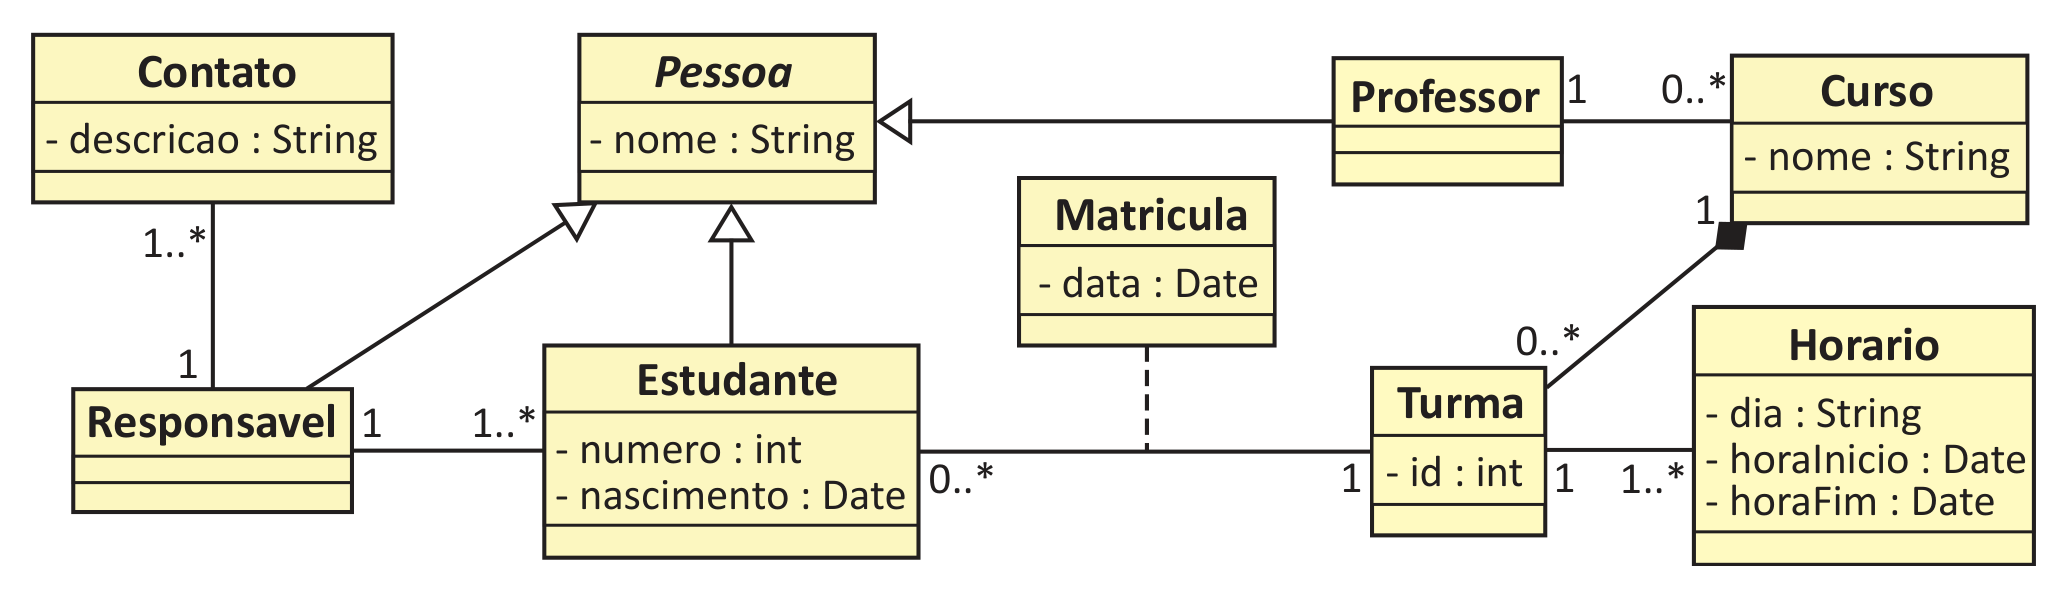 Contato
- descricao : String
Pessoa
- nome : String
Professor
1
0..*
Curso
- nome : String
Matricula
- data : Date
1
1..*
1
0..*
Responsavel
1
1..*
Estudante
- numero : int
- nascimento : Date
0..*
1
Turma
- id : int
1
1..*
Horario
- dia : String
- horaInicio : Date
- horaFim : Date